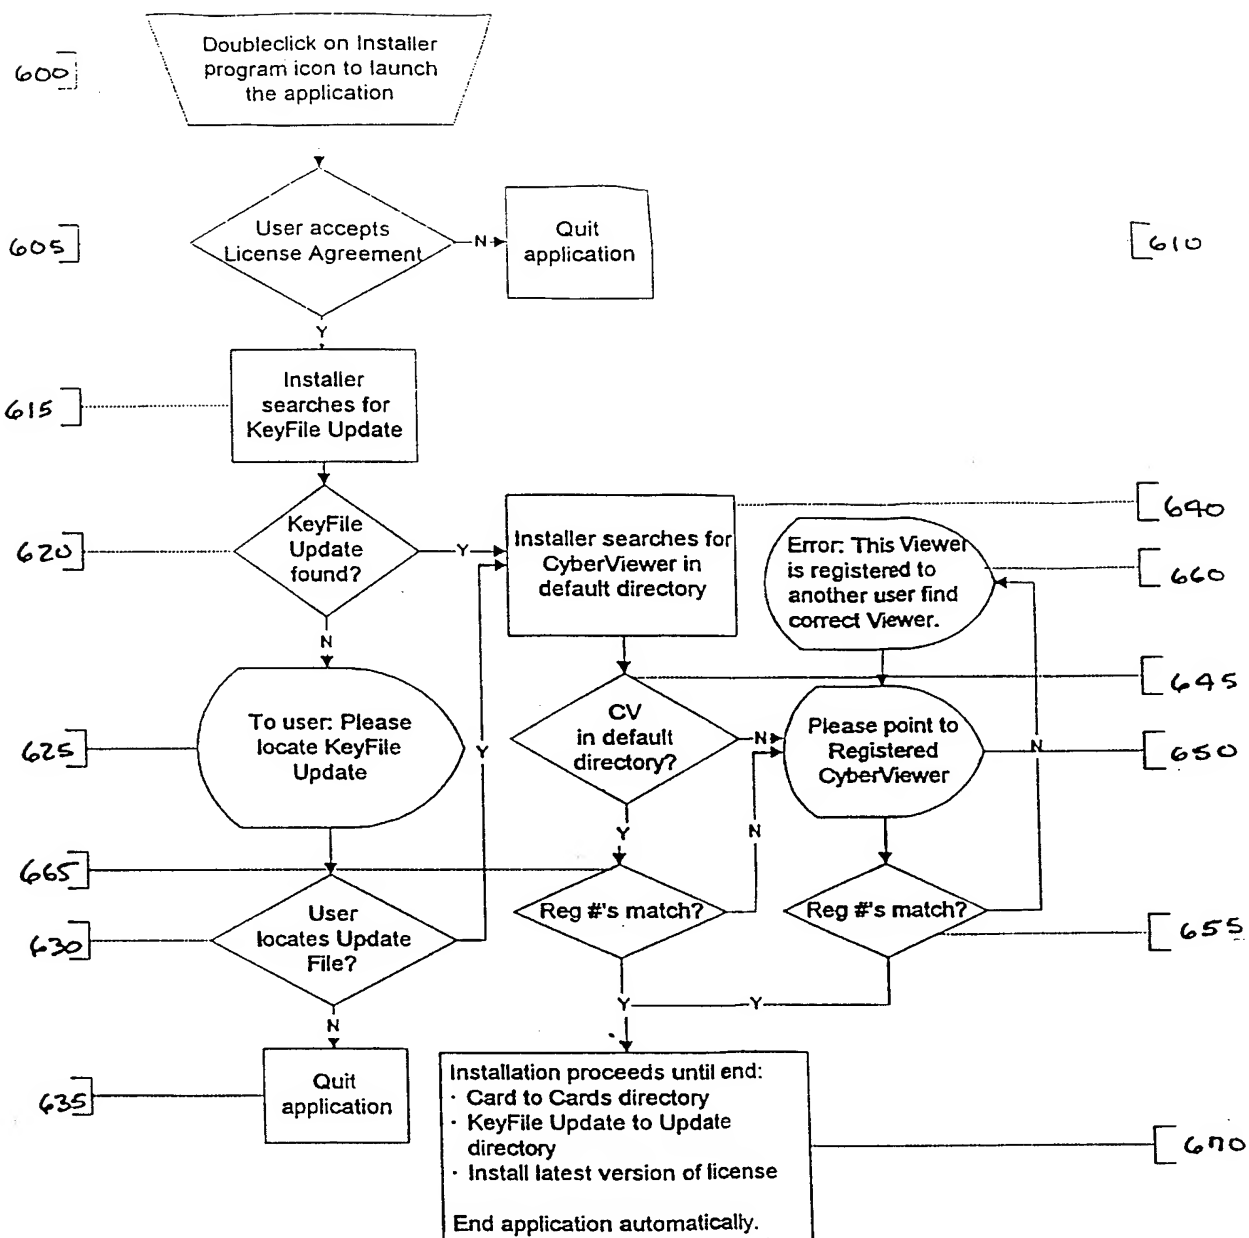 600
Doubleclick on Installer
program icon to launch
the application
605
User accepts
License Agreement
N
Quit
application
610
Y
615
Installer
searches for
KeyFile Update
620
KeyFile
Update
found?
Y
Installer searches for
CyberViewer in
default directory
640
Error: This Viewer
is registered to
another user find
correct Viewer.
660
N
645
625
To user: Please
locate KeyFile
Update
Y
CV
in default
directory?
N
Please point to
Registered
CyberViewer
N
650
Y
N
665
630
User
locates Update
File?
Reg #'s match?
Reg #'s match?
655
N
Y
Y
635
Quit
application
Installation proceeds until end:
· Card to Cards directory
· KeyFile Update to Update
directory
· Install latest version of license
End application automatically.
670